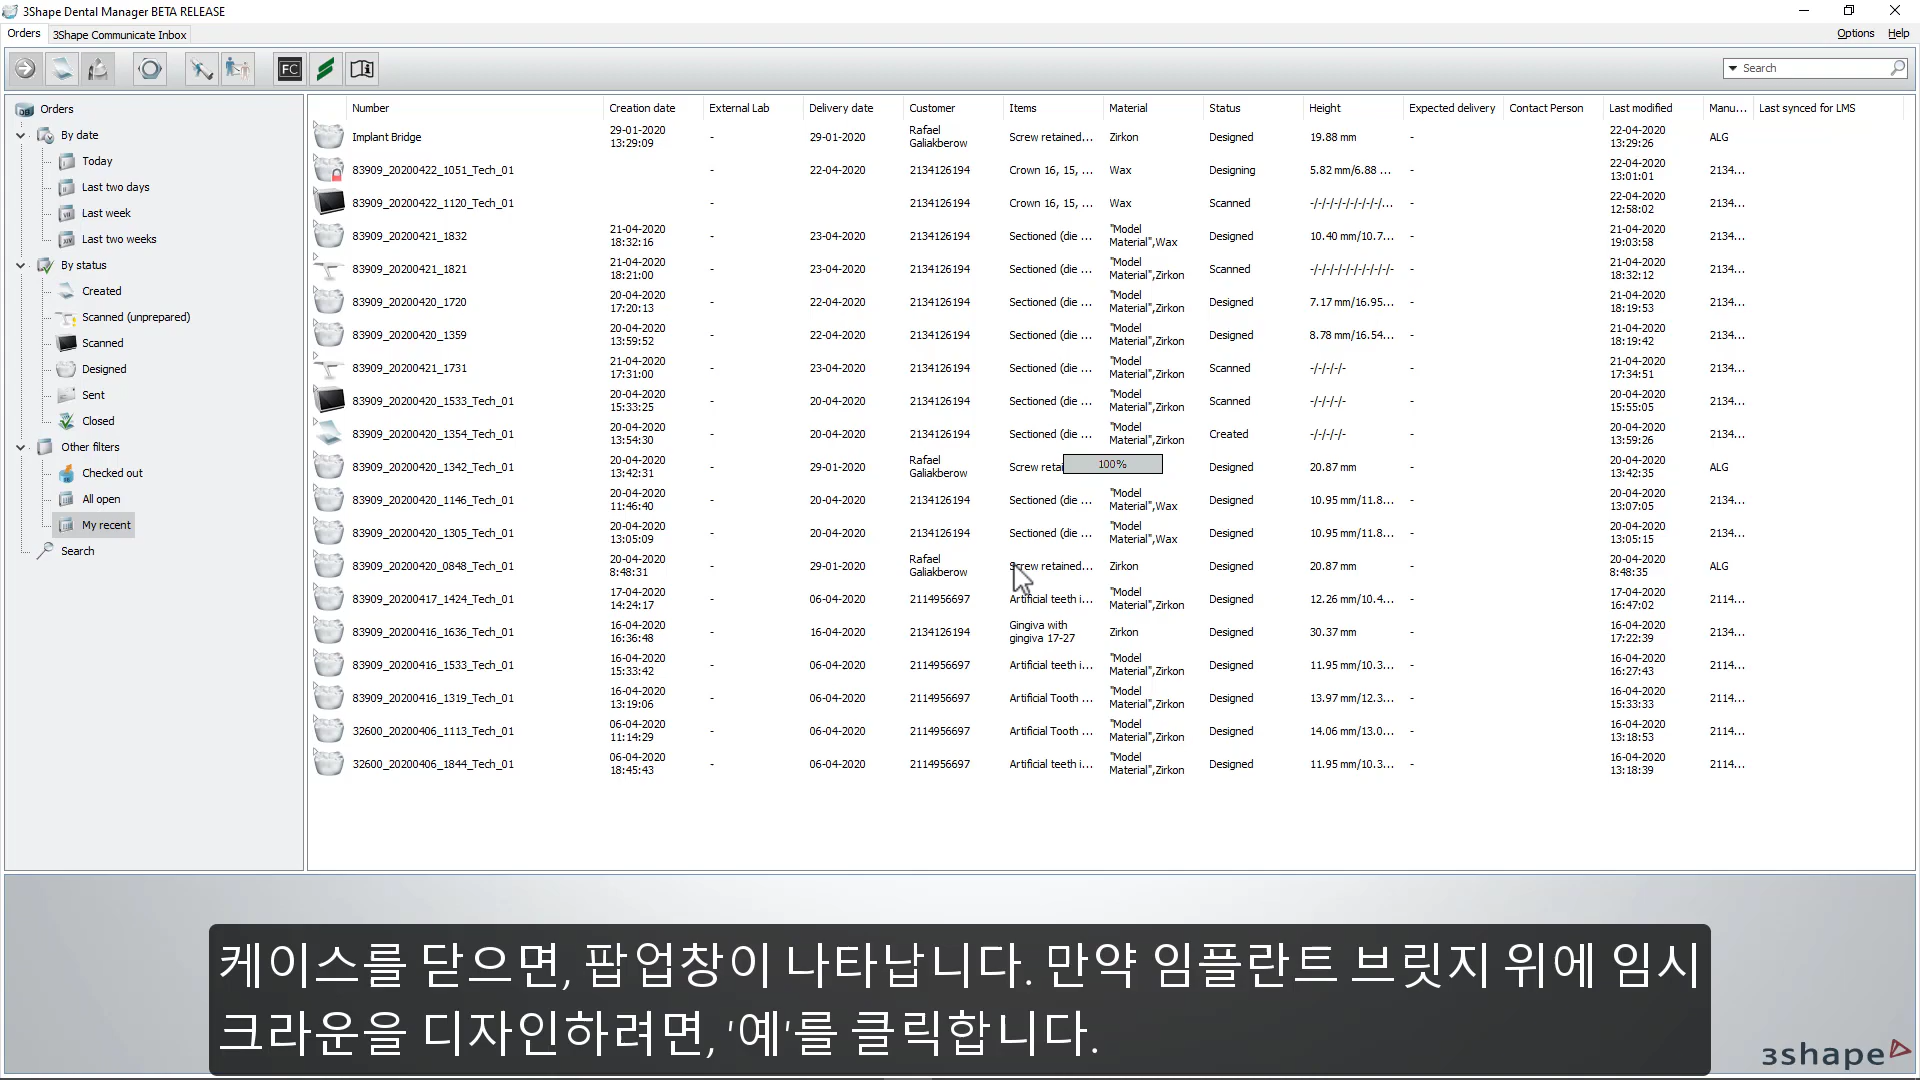 3Shape Dental Manager BETA RELEASE
Orders 3Shape Communicate Inbox Options Help
FC Search
Orders
By date
Today
Last two days
Last week
Last two weeks
By status
Created
Scanned (unprepared)
Scanned
Designed
Sent
Closed
Other filters
Checked out
All open
My recent
Search
Number Creation date External Lab Delivery date Customer Items Material Status Height Expected delivery Contact Person Last modified Manu... Last synced for LMS
Implant Bridge 29-01-2020 13:29:09 - 29-01-2020 Rafael Galiakberow Screw retained... Zirkon Designed 19.88 mm - 22-04-2020 13:29:26 ALG
83909_20200422_1051_Tech_01 - 22-04-2020 2134126194 Crown 16, 15, ... Wax Designing 5.82 mm/6.88 ... - 22-04-2020 13:01:01 2134...
83909_20200422_1120_Tech_01 - 2134126194 Crown 16, 15, ... Wax Scanned -/-/-/-/-/-/-/-/... - 22-04-2020 12:58:02 2134...
83909_20200421_1832 21-04-2020 18:32:16 - 23-04-2020 2134126194 Sectioned (die ... "Model Material",Wax Designed 10.40 mm/10.7... - 21-04-2020 19:03:58 2134...
83909_20200421_1821 21-04-2020 18:21:00 - 23-04-2020 2134126194 Sectioned (die ... "Model Material",Zirkon Scanned -/-/-/-/-/-/-/-/-/- - 21-04-2020 18:32:12 2134...
83909_20200420_1720 20-04-2020 17:20:13 - 22-04-2020 2134126194 Sectioned (die ... "Model Material",Zirkon Designed 7.17 mm/16.95... - 21-04-2020 18:19:53 2134...
83909_20200420_1359 20-04-2020 13:59:52 - 22-04-2020 2134126194 Sectioned (die ... "Model Material",Zirkon Designed 8.78 mm/16.54... - 21-04-2020 18:19:42 2134...
83909_20200421_1731 21-04-2020 17:31:00 - 23-04-2020 2134126194 Sectioned (die ... "Model Material",Zirkon Scanned -/-/-/-/- - 21-04-2020 17:34:51 2134...
83909_20200420_1533_Tech_01 20-04-2020 15:33:25 - 20-04-2020 2134126194 Sectioned (die ... "Model Material",Zirkon Scanned -/-/-/-/- - 20-04-2020 15:55:05 2134...
83909_20200420_1354_Tech_01 20-04-2020 13:54:30 - 20-04-2020 2134126194 Sectioned (die ... "Model Material",Zirkon Created -/-/-/-/- - 20-04-2020 13:59:26 2134...
83909_20200420_1342_Tech_01 20-04-2020 13:42:31 - 29-01-2020 Rafael Galiakberow Screw retai 100% Designed 20.87 mm - 20-04-2020 13:42:35 ALG
83909_20200420_1146_Tech_01 20-04-2020 11:46:40 - 20-04-2020 2134126194 Sectioned (die ... "Model Material",Wax Designed 10.95 mm/11.8... - 20-04-2020 13:07:05 2134...
83909_20200420_1305_Tech_01 20-04-2020 13:05:09 - 20-04-2020 2134126194 Sectioned (die ... "Model Material",Wax Designed 10.95 mm/11.8... - 20-04-2020 13:05:15 2134...
83909_20200420_0848_Tech_01 20-04-2020 8:48:31 - 29-01-2020 Rafael Galiakberow Screw retained... Zirkon Designed 20.87 mm - 20-04-2020 8:48:35 ALG
83909_20200417_1424_Tech_01 17-04-2020 14:24:17 - 06-04-2020 2114956697 Artificial teeth i... "Model Material",Zirkon Designed 12.26 mm/10.4... - 17-04-2020 16:47:02 2114...
83909_20200416_1636_Tech_01 16-04-2020 16:36:48 - 16-04-2020 2134126194 Gingiva with gingiva 17-27 Zirkon Designed 30.37 mm - 16-04-2020 17:22:39 2134...
83909_20200416_1533_Tech_01 16-04-2020 15:33:42 - 06-04-2020 2114956697 Artificial teeth i... "Model Material",Zirkon Designed 11.95 mm/10.3... - 16-04-2020 16:27:43 2114...
83909_20200416_1319_Tech_01 16-04-2020 13:19:06 - 06-04-2020 2114956697 Artificial Tooth ... "Model Material",Zirkon Designed 13.97 mm/12.3... - 16-04-2020 15:33:33 2114...
32600_20200406_1113_Tech_01 06-04-2020 11:14:29 - 06-04-2020 2114956697 Artificial Tooth ... "Model Material",Zirkon Designed 14.06 mm/13.0... - 16-04-2020 13:18:53 2114...
32600_20200406_1844_Tech_01 06-04-2020 18:45:43 - 06-04-2020 2114956697 Artificial teeth i... "Model Material",Zirkon Designed 11.95 mm/10.3... - 16-04-2020 13:18:39 2114...
케이스를 닫으면, 팝업창이 나타납니다. 만약 임플란트 브릿지 위에 임시
크라운을 디자인하려면, '예'를 클릭합니다.
3shape